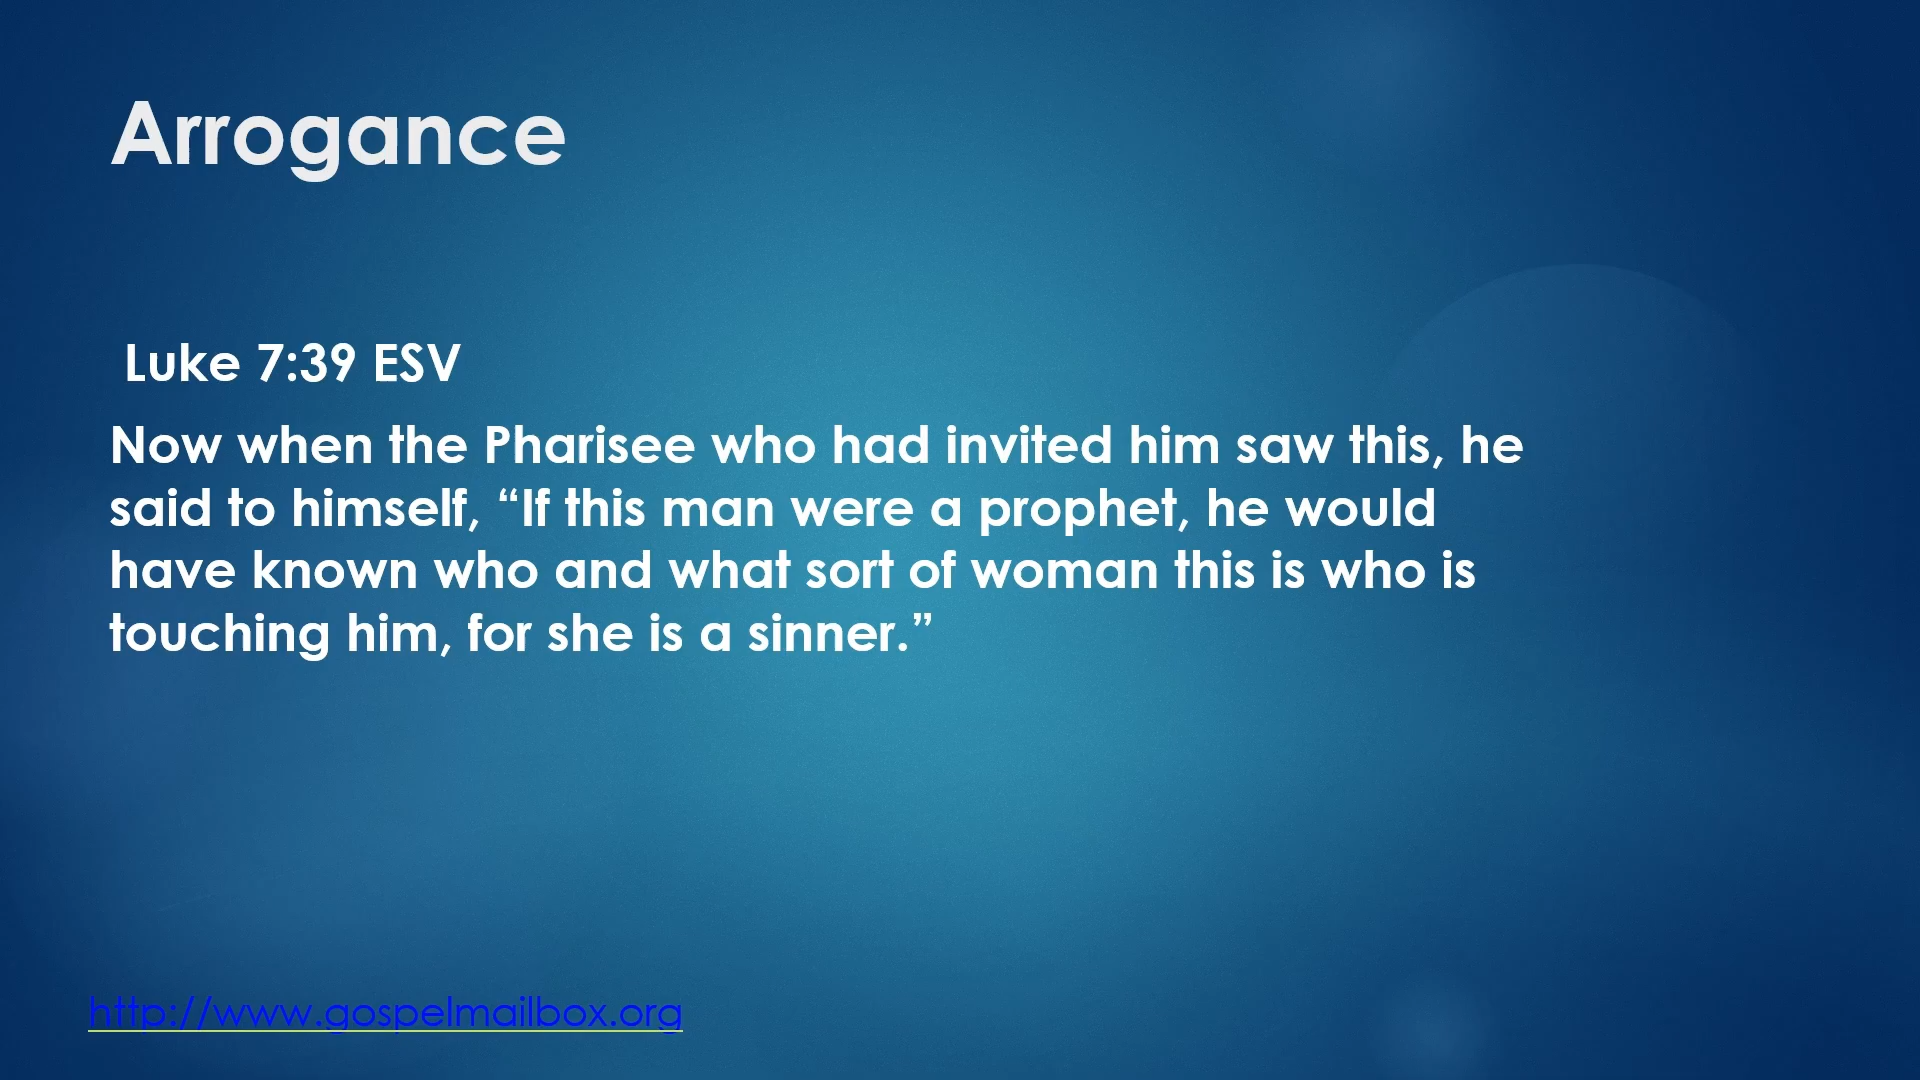 Arrogance
Luke 7:39 ESV
Now when the Pharisee who had invited him saw this, he
said to himself, “If this man were a prophet, he would
have known who and what sort of woman this is who is
touching him, for she is a sinner.”
http://www.gospelmailbox.org